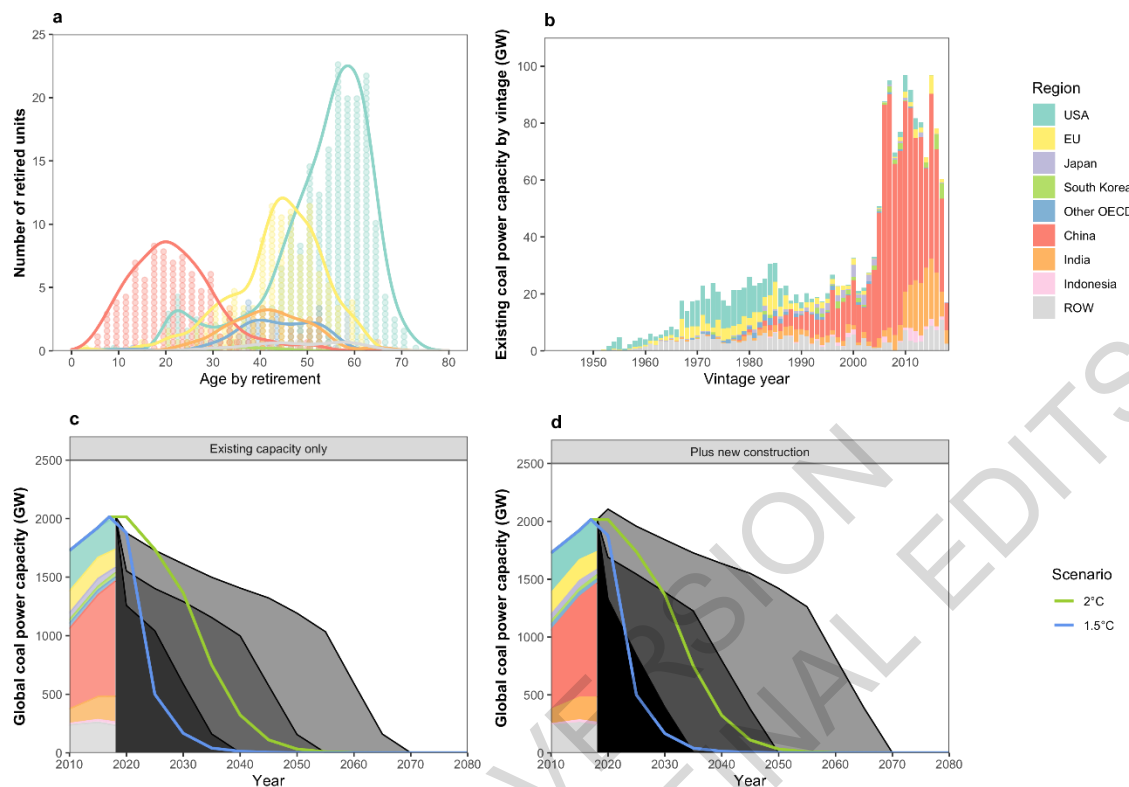 a
Number of retired units
25
20
15
10
5
0
0 10 20 30 40 50 60 70 80
Age by retirement
b
Existing coal power capacity by vintage (GW)
100
80
60
40
20
0
1950 1960 1970 1980 1990 2000 2010
Vintage year
Region
USA
EU
Japan
South Korea
Other OECD
China
India
Indonesia
ROW
c
Existing capacity only
Global coal power capacity (GW)
2500
2000
1500
1000
500
0
2010 2020 2030 2040 2050 2060 2070 2080
Year
d
Plus new construction
Global coal power capacity (GW)
2500
2000
1500
1000
500
0
2010 2020 2030 2040 2050 2060 2070 2080
Year
Scenario
2°C
1.5°C
VERSION
FINAL EDITS